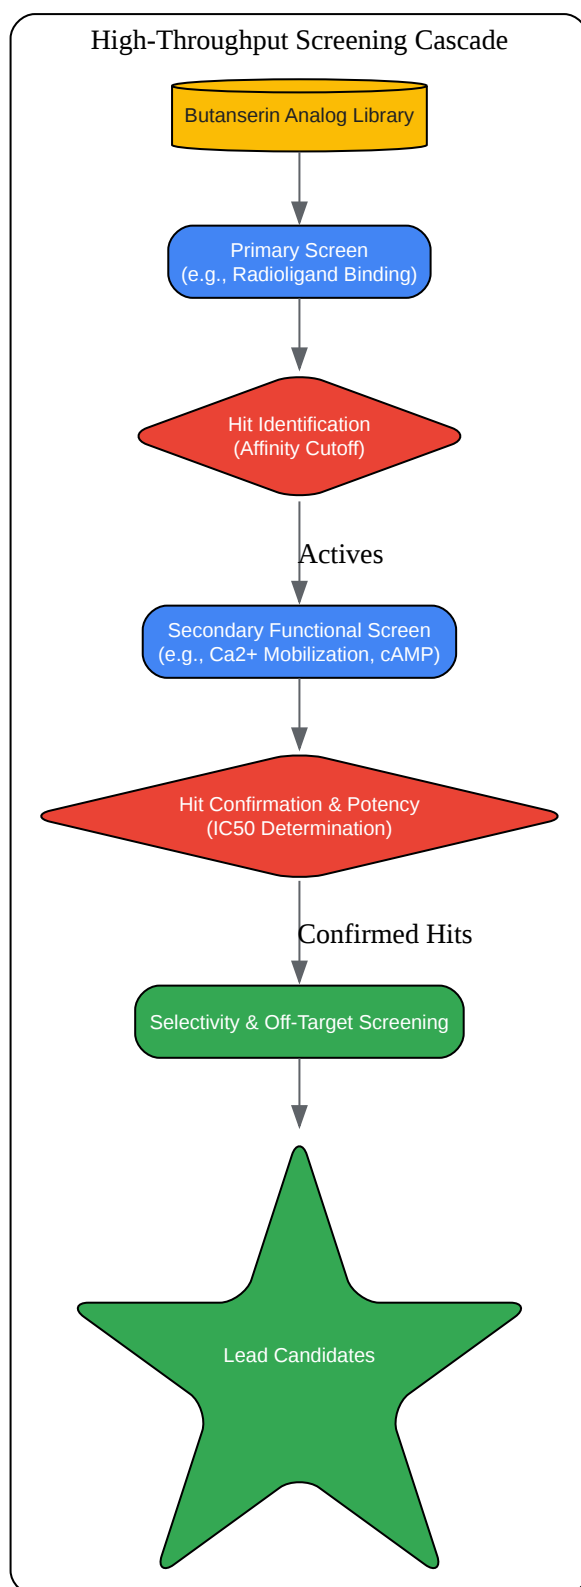 High-Throughput Screening Cascade
Butanserin Analog Library
Primary Screen
(e.g., Radioligand Binding)
Hit Identification
(Affinity Cutoff)
Actives
Secondary Functional Screen
(e.g., Ca2+ Mobilization, cAMP)
Hit Confirmation & Potency
(IC50 Determination)
Confirmed Hits
Selectivity & Off-Target Screening
Lead Candidates